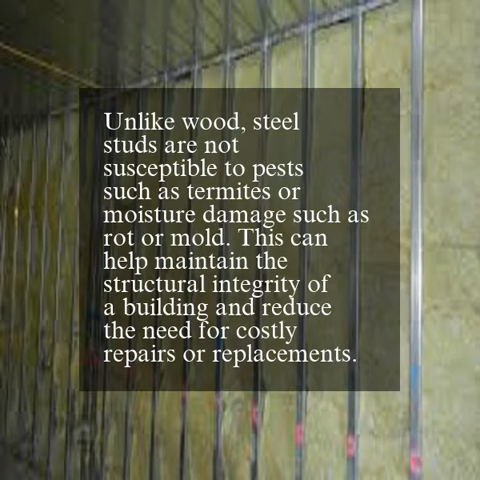 Unlike wood, steel
studs are not
susceptible to pests
such as termites or
moisture damage such as
rot or mold. This can
help maintain the
structural integrity of
a building and reduce
the need for costly
repairs or replacements.